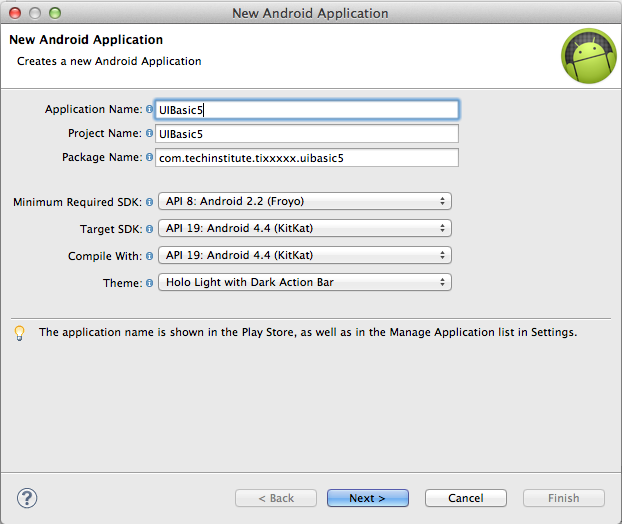 New Android Application
New Android Application
Creates a new Android Application
Application Name: UIBasic5
Project Name: UIBasic5
Package Name: com.techinstitute.tixxxxx.uibasic5
Minimum Required SDK: API 8: Android 2.2 (Froyo)
Target SDK: API 19: Android 4.4 (KitKat)
Compile With: API 19: Android 4.4 (KitKat)
Theme: Holo Light with Dark Action Bar
The application name is shown in the Play Store, as well as in the Manage Application list in Settings.
? < Back Next > Cancel Finish